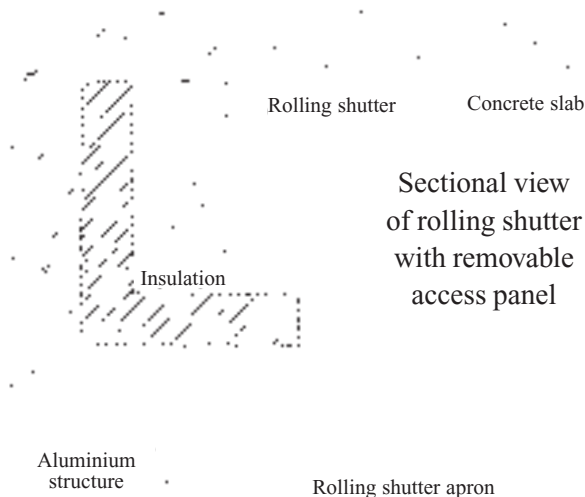 Rolling shutter
Concrete slab
Sectional view
of rolling shutter
with removable
access panel
Insulation
Aluminium
structure
Rolling shutter apron